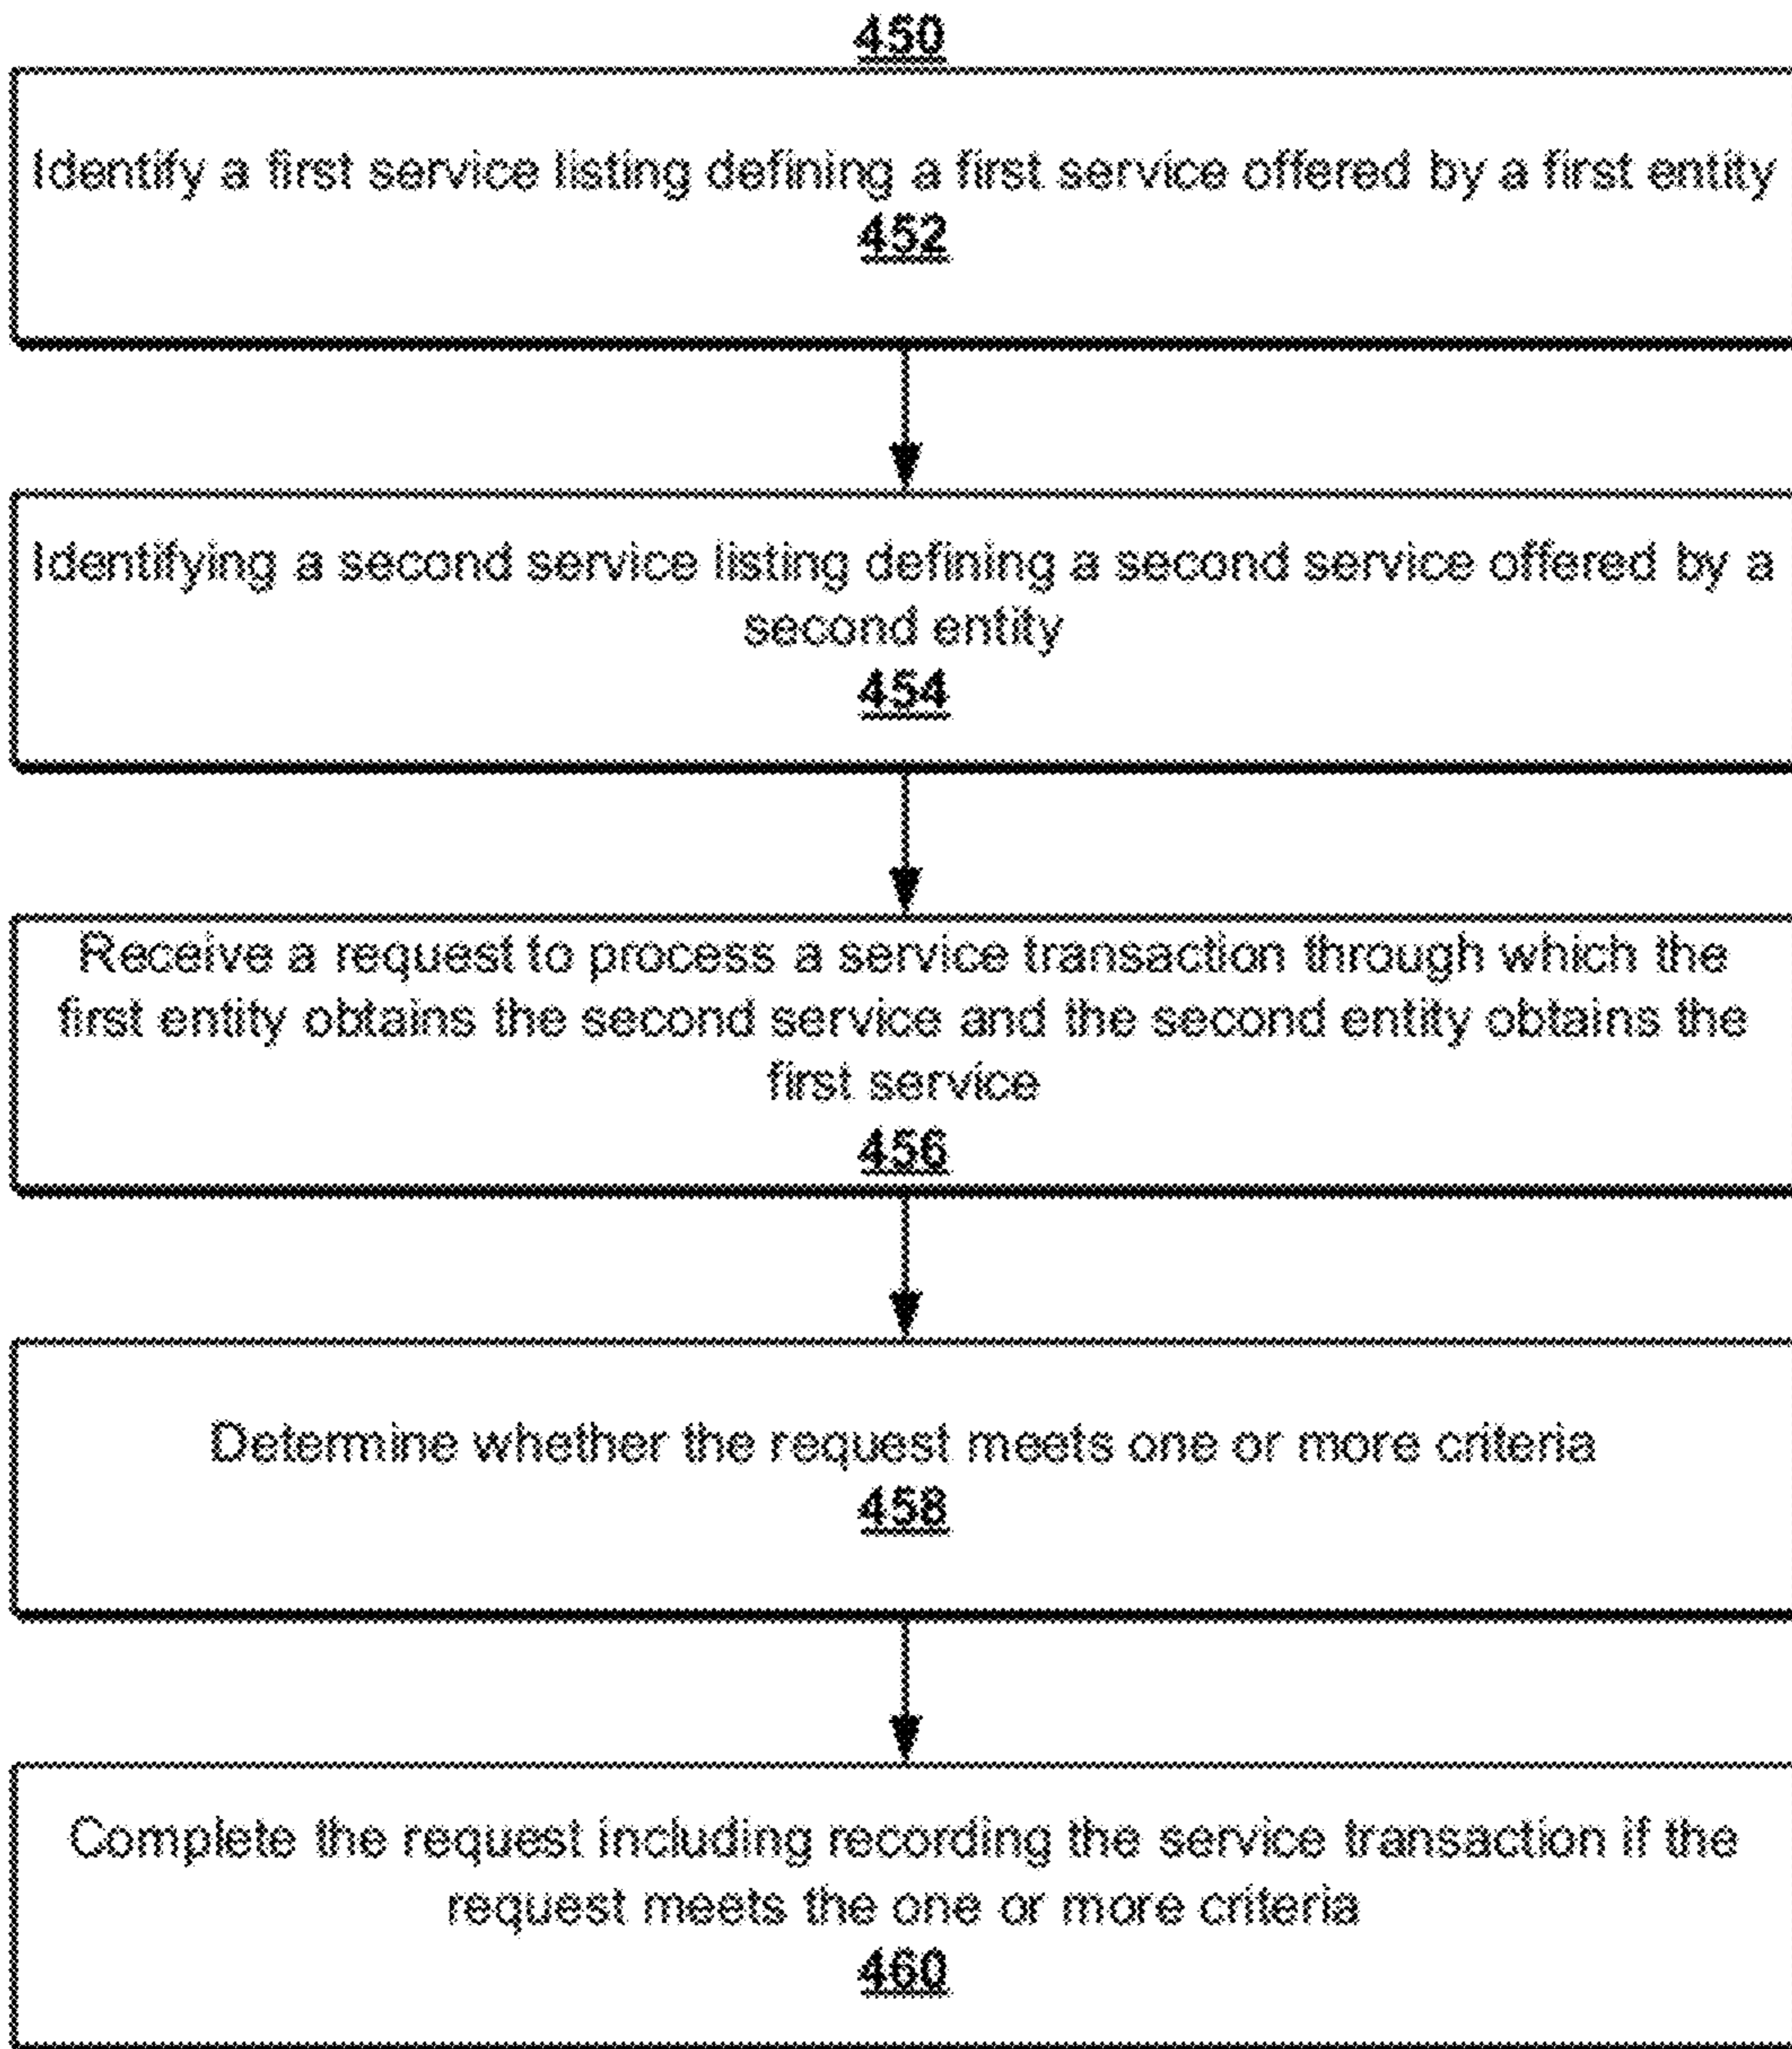 450
Identify a first service listing defining a first service offered by a first entity
452
Identifying a second service listing defining a second service offered by a
second entity
454
Receive a request to process a service transaction through which the
first entity obtains the second service and the second entity obtains the
first service
456
Determine whether the request meets one or more criteria
458
Complete the request including recording the service transaction if the
request meets the one or more criteria
460